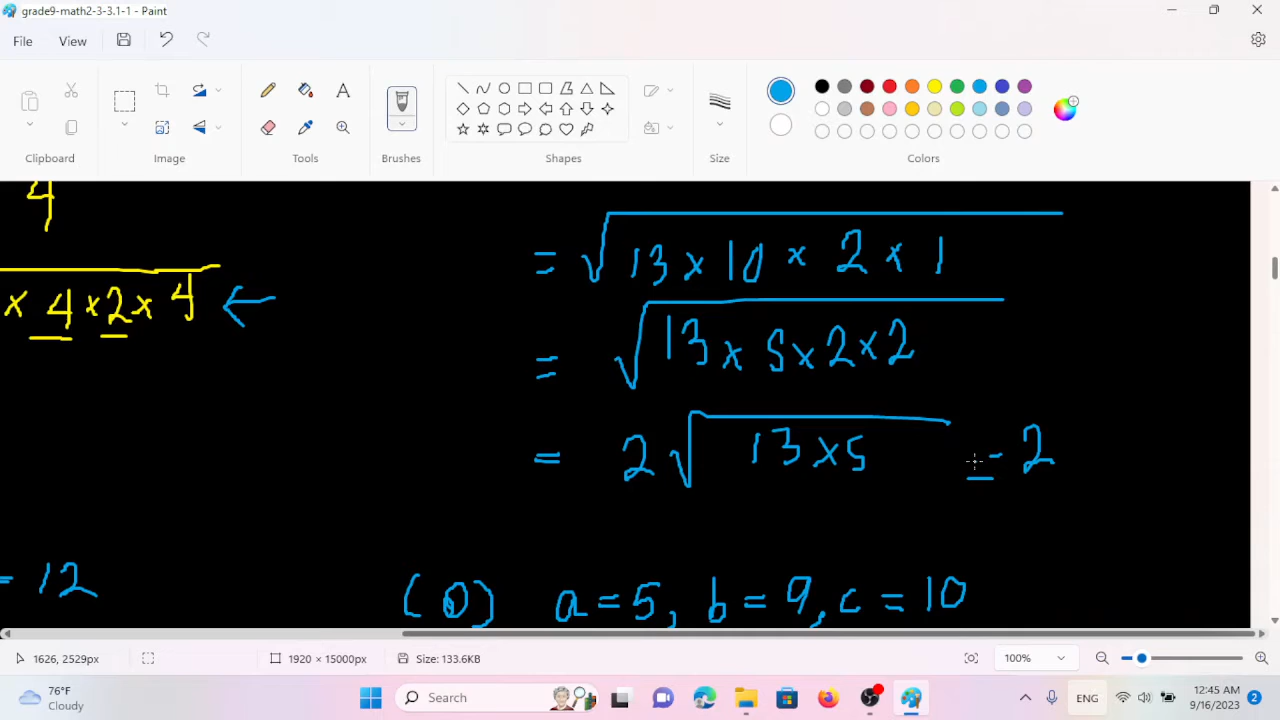 grade9-math2-3-3.1-1 - Paint
File View
Clipboard Image Tools Brushes Shapes Size Colors
4
× 4 × 2 × 4 ←
= √13 × 10 × 2 × 1
= √13 × 5 × 2 × 2
= 2 √13 × 5 = 2
= 12
(0) a = 5, b = 9, c = 10
1626, 2529px 1920 × 15000px Size: 133.6KB 100%
76°F
Cloudy
Search
ENG
12:45 AM
9/16/2023
2